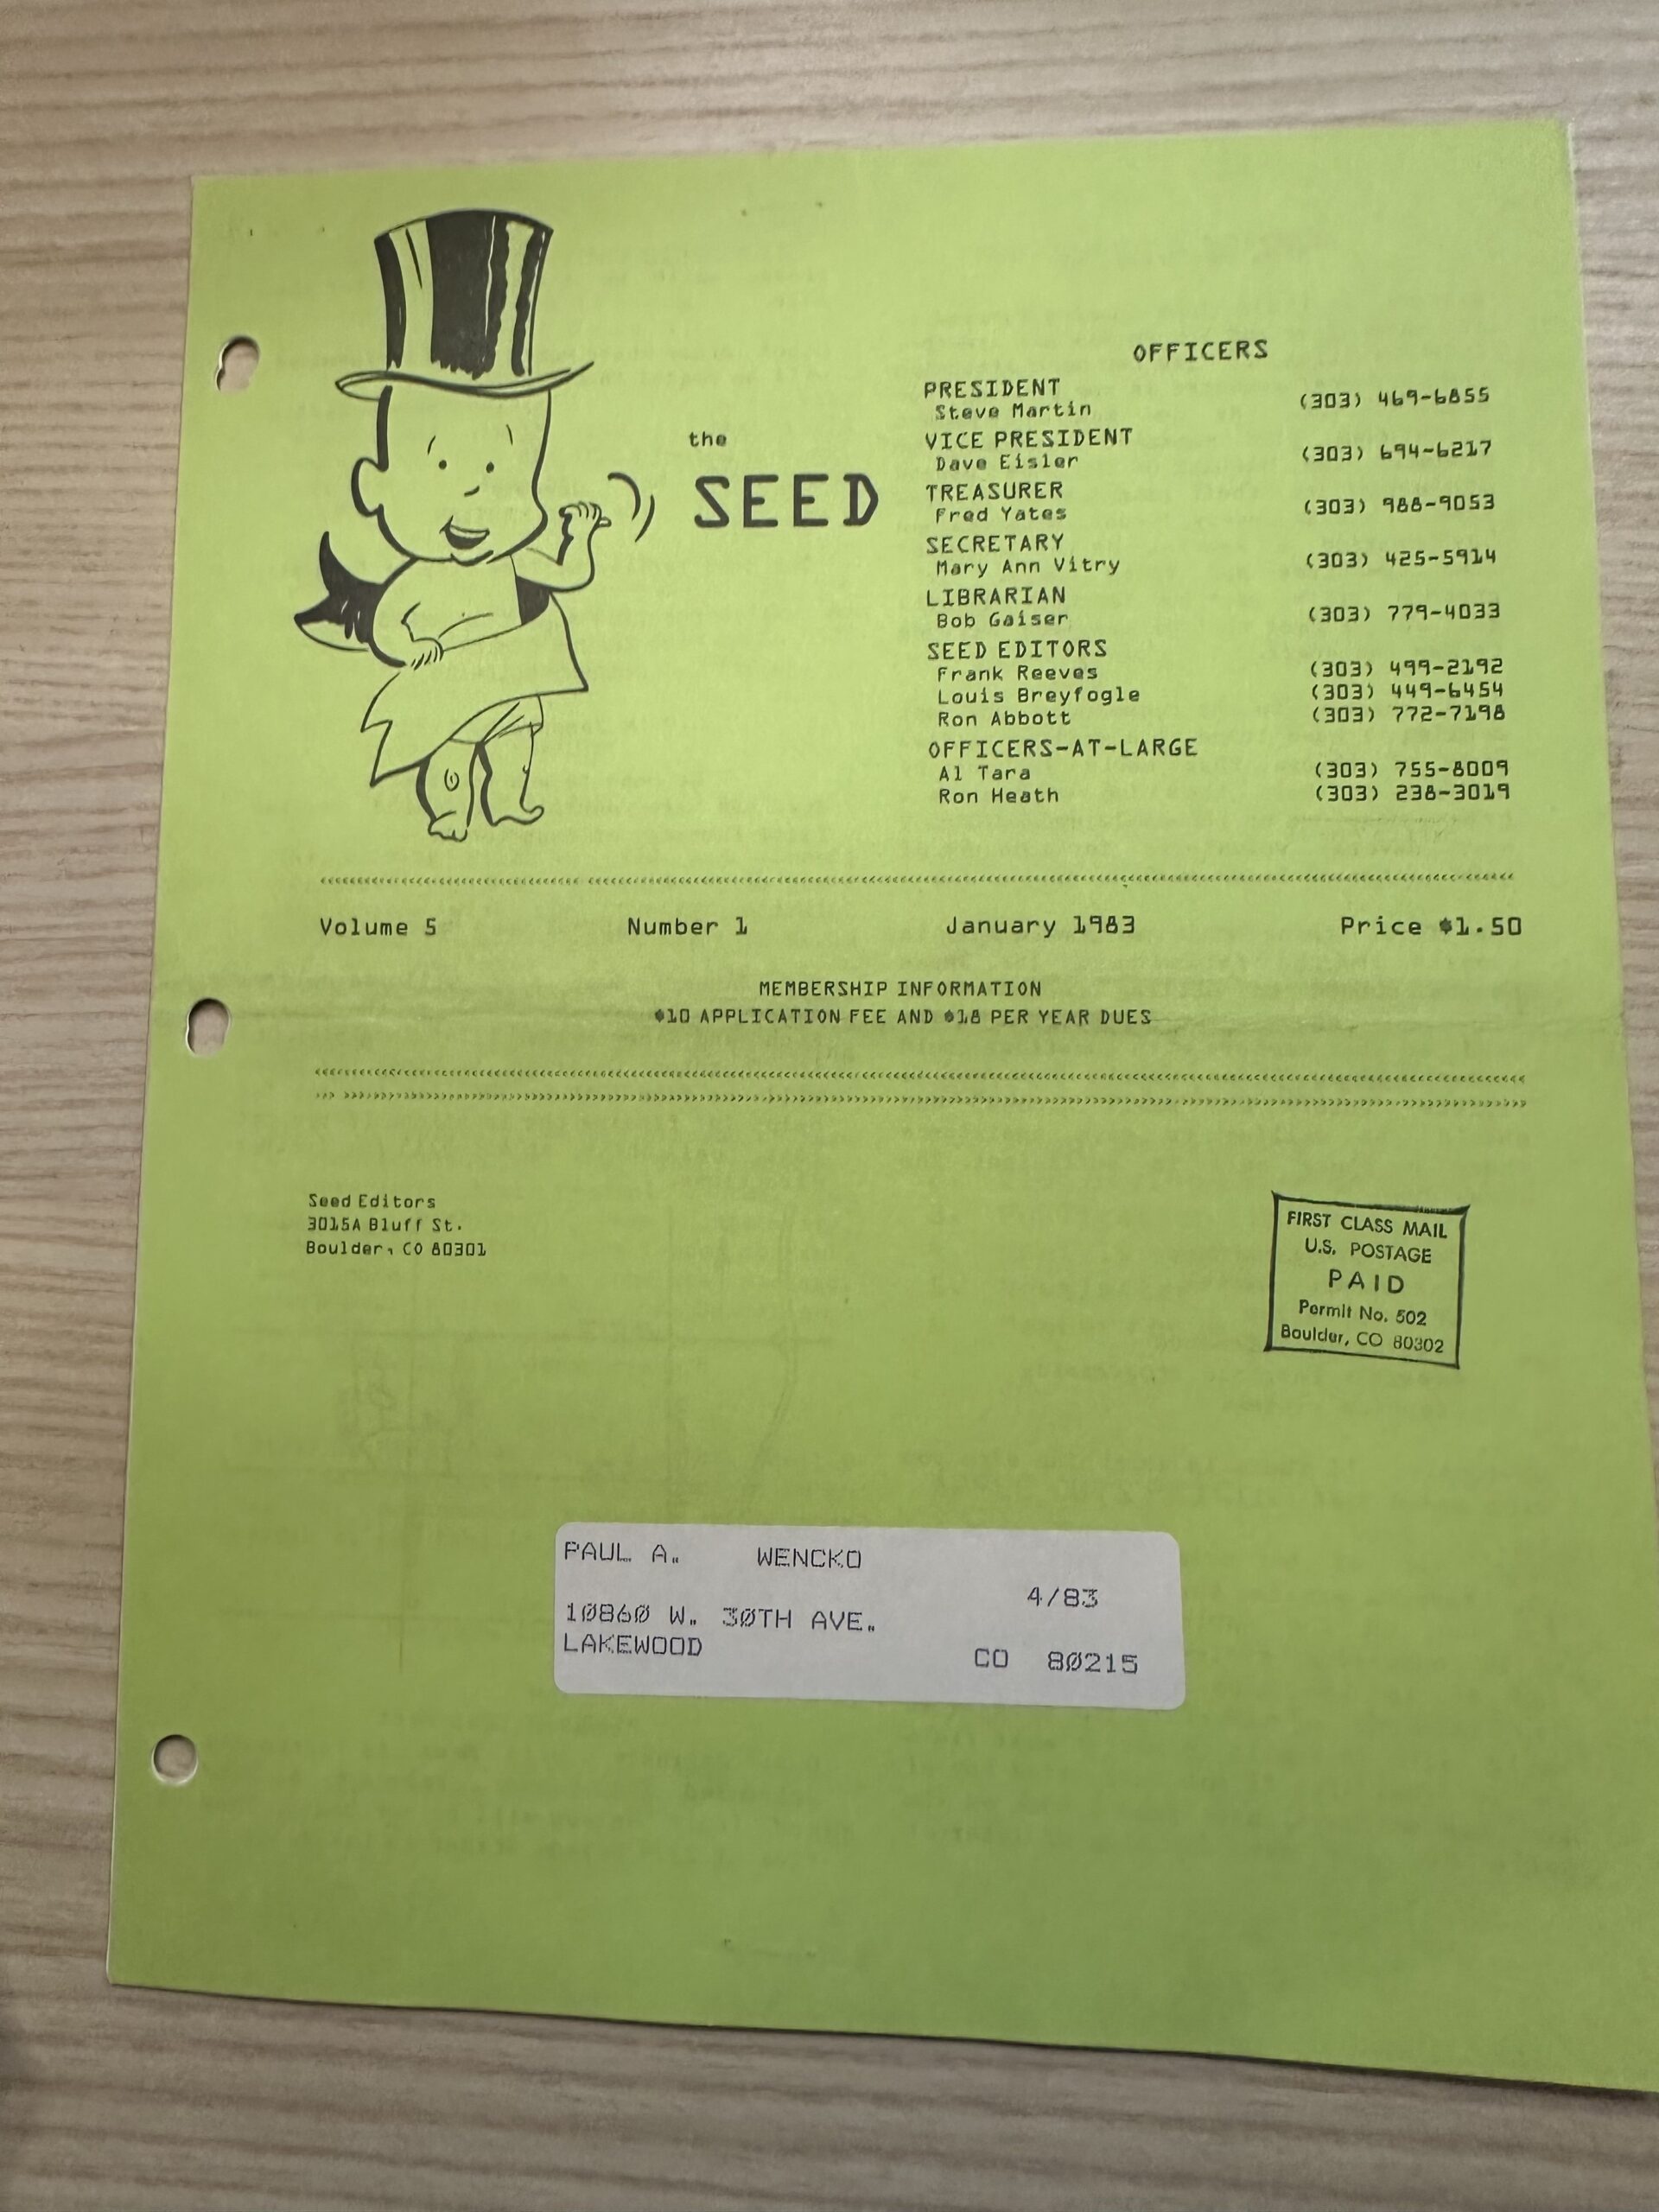 the
SEED
OFFICERS
PRESIDENT
Steve Martin (303) 469-6855
VICE PRESIDENT
Dave Eisler (303) 694-6217
TREASURER
Fred Yates (303) 988-9053
SECRETARY
Mary Ann Vitry (303) 425-5914
LIBRARIAN
Bob Gaiser (303) 779-4033
SEED EDITORS
Frank Reeves (303) 499-2192
Louis Breyfogle (303) 449-6454
Ron Abbott (303) 772-7198
OFFICERS-AT-LARGE
Al Tara (303) 755-8009
Ron Heath (303) 238-3019
Volume 5 Number 1 January 1983 Price $1.50
MEMBERSHIP INFORMATION
$10 APPLICATION FEE AND $18 PER YEAR DUES
Seed Editors
3015A Bluff St.
Boulder, CO 80301
FIRST CLASS MAIL
U.S. POSTAGE
PAID
Permit No. 502
Boulder, CO 80302
PAUL A. WENCKO
4/83
10860 W. 30TH AVE.
LAKEWOOD CO 80215